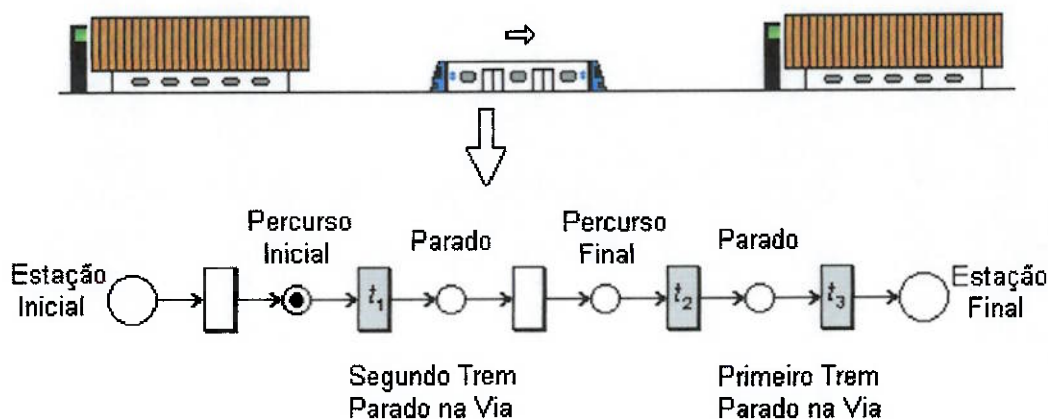 Estação
Inicial
Percurso
Inicial
t1
Parado
Percurso
Final
t2
Parado
t3
Estação
Final
Segundo Trem
Parado na Via
Primeiro Trem
Parado na Via